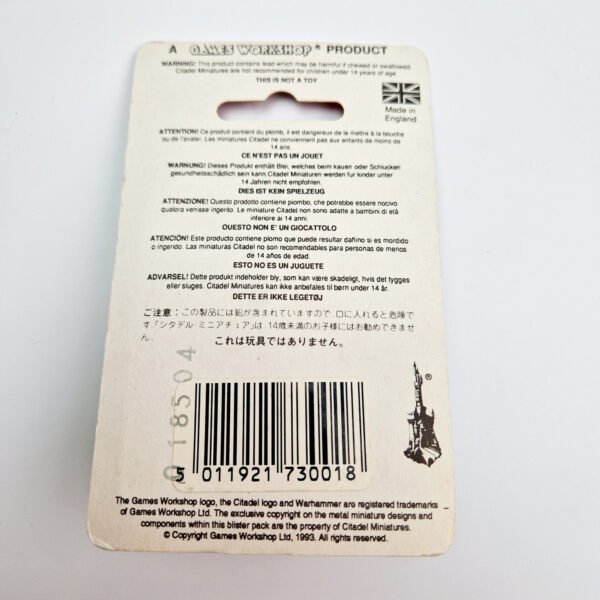 A GAMES WORKSHOP® PRODUCT
WARNING! This product contains lead which may be harmful if chewed or swallowed.
Citadel Miniatures are not recommended for children under 14 years of age.
THIS IS NOT A TOY
Made in
England
ATTENTION! Ce produit contient du plomb, il est dangereux de le mettre à la bouche
ou de l'avaler. Les miniatures Citadel ne conviennent pas aux enfants de moins de
14 ans.
CE N'EST PAS UN JOUET
WARNUNG! Dieses Produkt enthält Blei, welches beim kauen oder Schlucken
gesundheitsschädlich sein kann. Citadel Miniaturen werden fur kinder unter
14 Jahren nicht empfohlen.
DIES IST KEIN SPIELZEUG
ATTENZIONE! Questo prodotto contiene piombo, che potrebbe essere nocivo
qualora venisse ingerito. Le miniature Citadel non sono adatte a bambini di età
inferiore ai 14 anni.
QUESTO NON E' UN GIOCATTOLO
ATENCIÓN! Este producto contiene plomo que puede resultar dañino si es mordido
o ingerido. Las miniaturas Citadel no son recomendables para personas de menos
de 14 años de edad.
ESTO NO ES UN JUGUETE
ADVARSEL! Dette produkt indeholder bly, som kan være skadeligt, hvis det tygges
eller sluges. Citadel Miniatures kan ikke anbefales til børn under 14 år.
DETTE ER IKKE LEGETØJ
ご注意：この製品には鉛が含まれていますので、口に入れると危険で
す。「シタデル ミニアチュア」は、14歳未満のお子様にはお勧めできませ
ん。
これは玩具ではありません。
018504
®
5 011921 730018
The Games Workshop logo, the Citadel logo and Warhammer are registered trademarks
of Games Workshop Ltd. The exclusive copyright on the metal miniature designs and
components within this blister pack are the property of Citadel Miniatures.
© Copyright Games Workshop Ltd, 1993. All rights reserved.